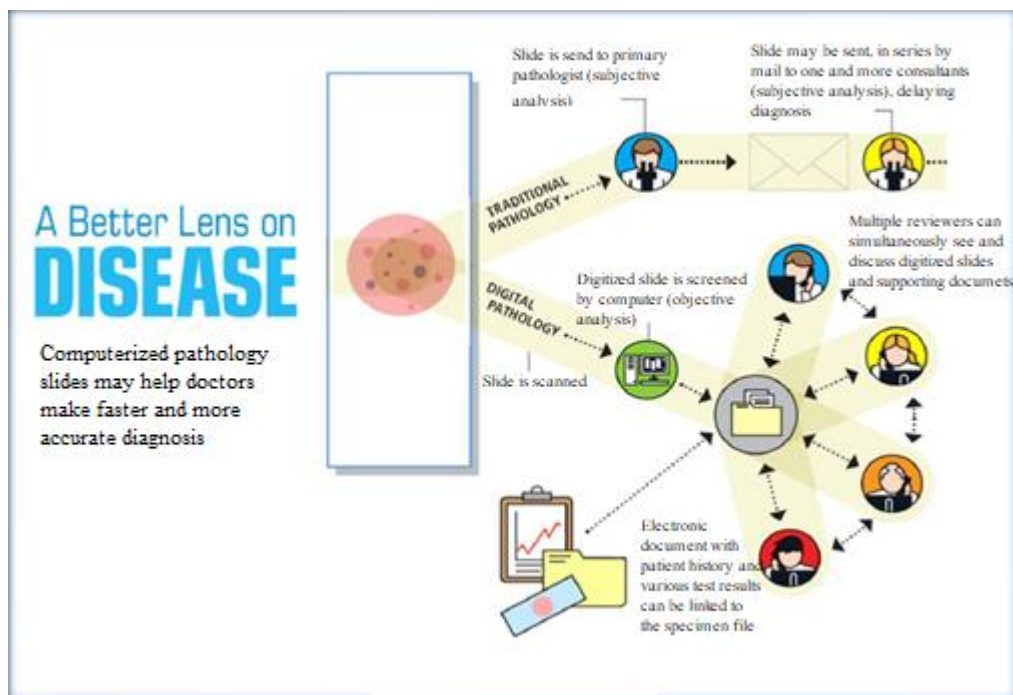 A Better Lens on
DISEASE
Computerized pathology
slides may help doctors
make faster and more
accurate diagnosis
TRADITIONAL
PATHOLOGY
Slide is send to primary
pathologist (subjective
analysis)
Slide may be sent, in series by
mail to one and more consultants
(subjective analysis), delaying
diagnosis
DIGITAL
PATHOLOGY
Slide is scanned
Digitized slide is screened
by computer (objective
analysis)
Multiple reviewers can
simultaneously see and
discuss digitized slides
and supporting documets
Electronic
document with
patient history and
various test results
can be linked to
the specimen file